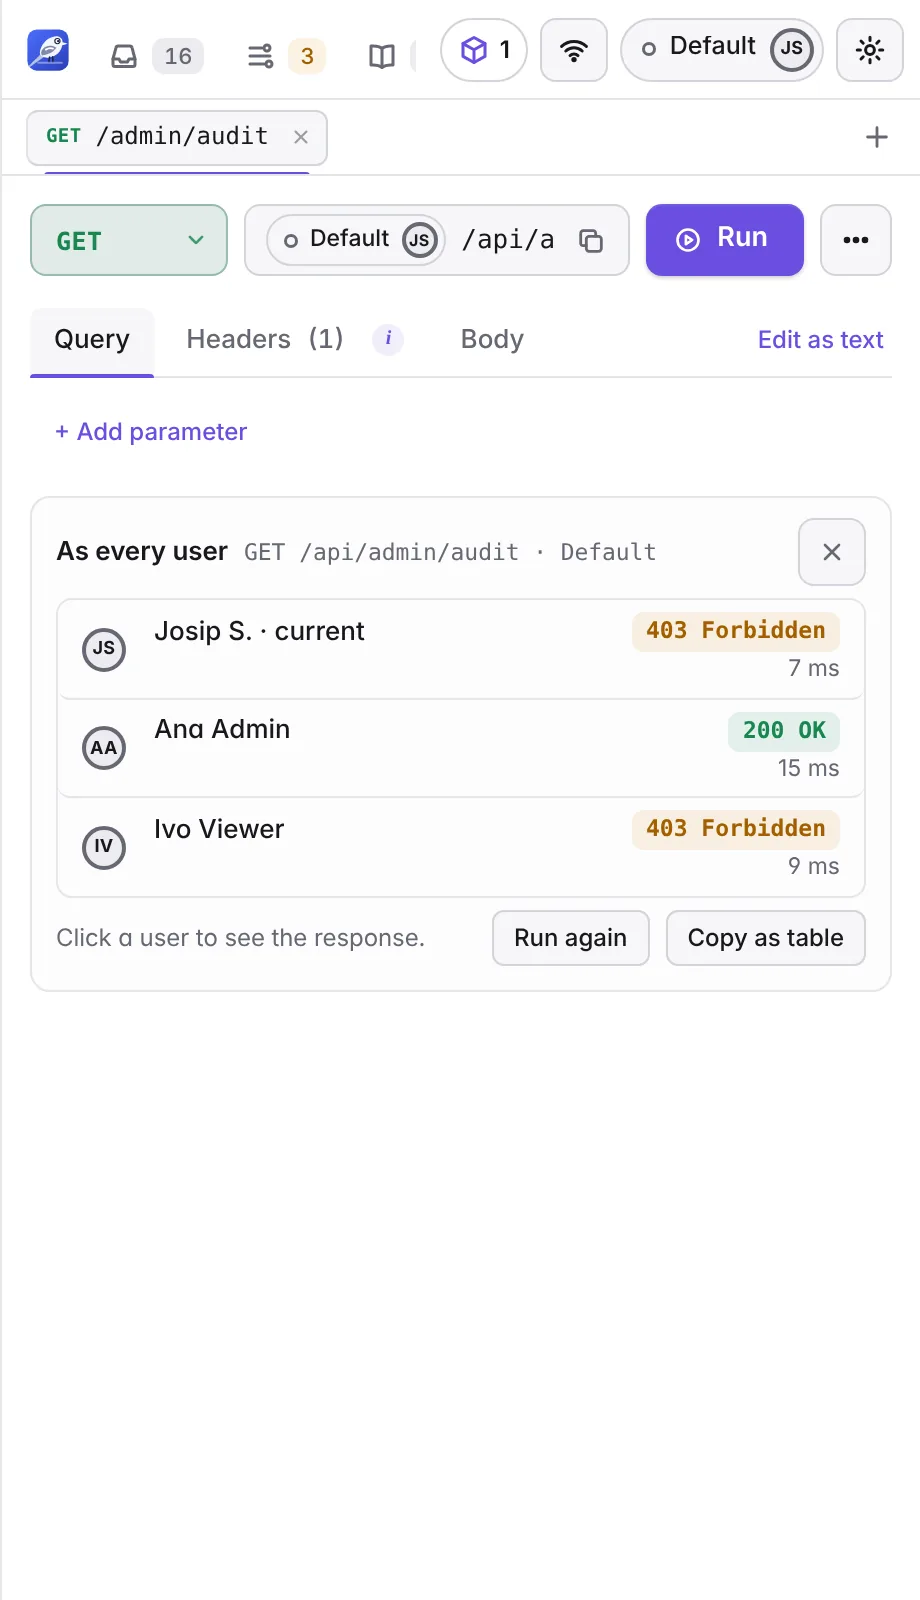 16 3 1 Default JS
GET /admin/audit
GET Default JS /api/a Run
Query Headers (1) i Body Edit as text
+ Add parameter
As every user GET /api/admin/audit · Default
JS Josip S. · current 403 Forbidden
7 ms
AA Ana Admin 200 OK
15 ms
IV Ivo Viewer 403 Forbidden
9 ms
Click a user to see the response. Run again Copy as table